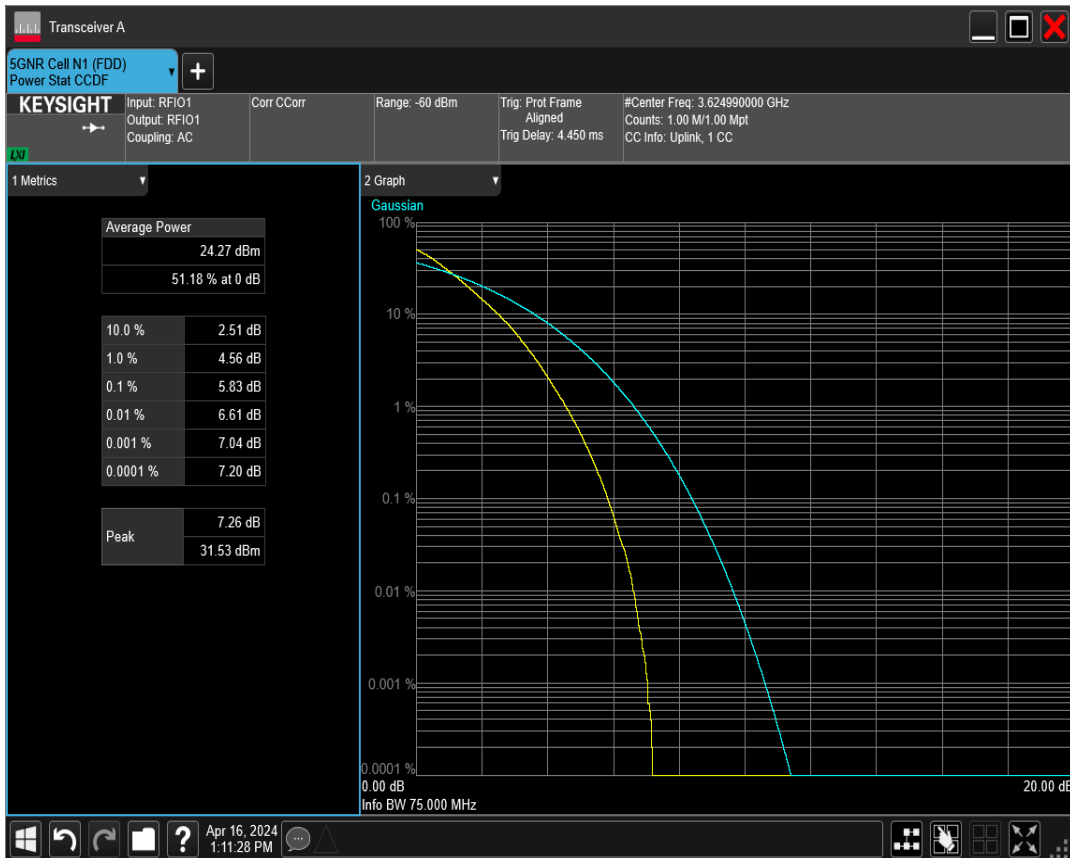 Transceiver A
5GNR Cell N1 (FDD)
Power Stat CCDF
+
KEYSIGHT
LXI
Input: RFIO1
Output: RFIO1
Coupling: AC
Corr CCorr
Range: -60 dBm
Trig: Prot Frame
Aligned
Trig Delay: 4.450 ms
#Center Freq: 3.624990000 GHz
Counts: 1.00 M/1.00 Mpt
CC Info: Uplink, 1 CC
1 Metrics
Average Power
24.27 dBm
51.18 % at 0 dB
10.0 % 2.51 dB
1.0 % 4.56 dB
0.1 % 5.83 dB
0.01 % 6.61 dB
0.001 % 7.04 dB
0.0001 % 7.20 dB
Peak
7.26 dB
31.53 dBm
2 Graph
Gaussian
100 %
10 %
1 %
0.1 %
0.01 %
0.001 %
0.0001 %
0.00 dB
20.00 dB
Info BW 75.000 MHz
?
Apr 16, 2024
1:11:28 PM